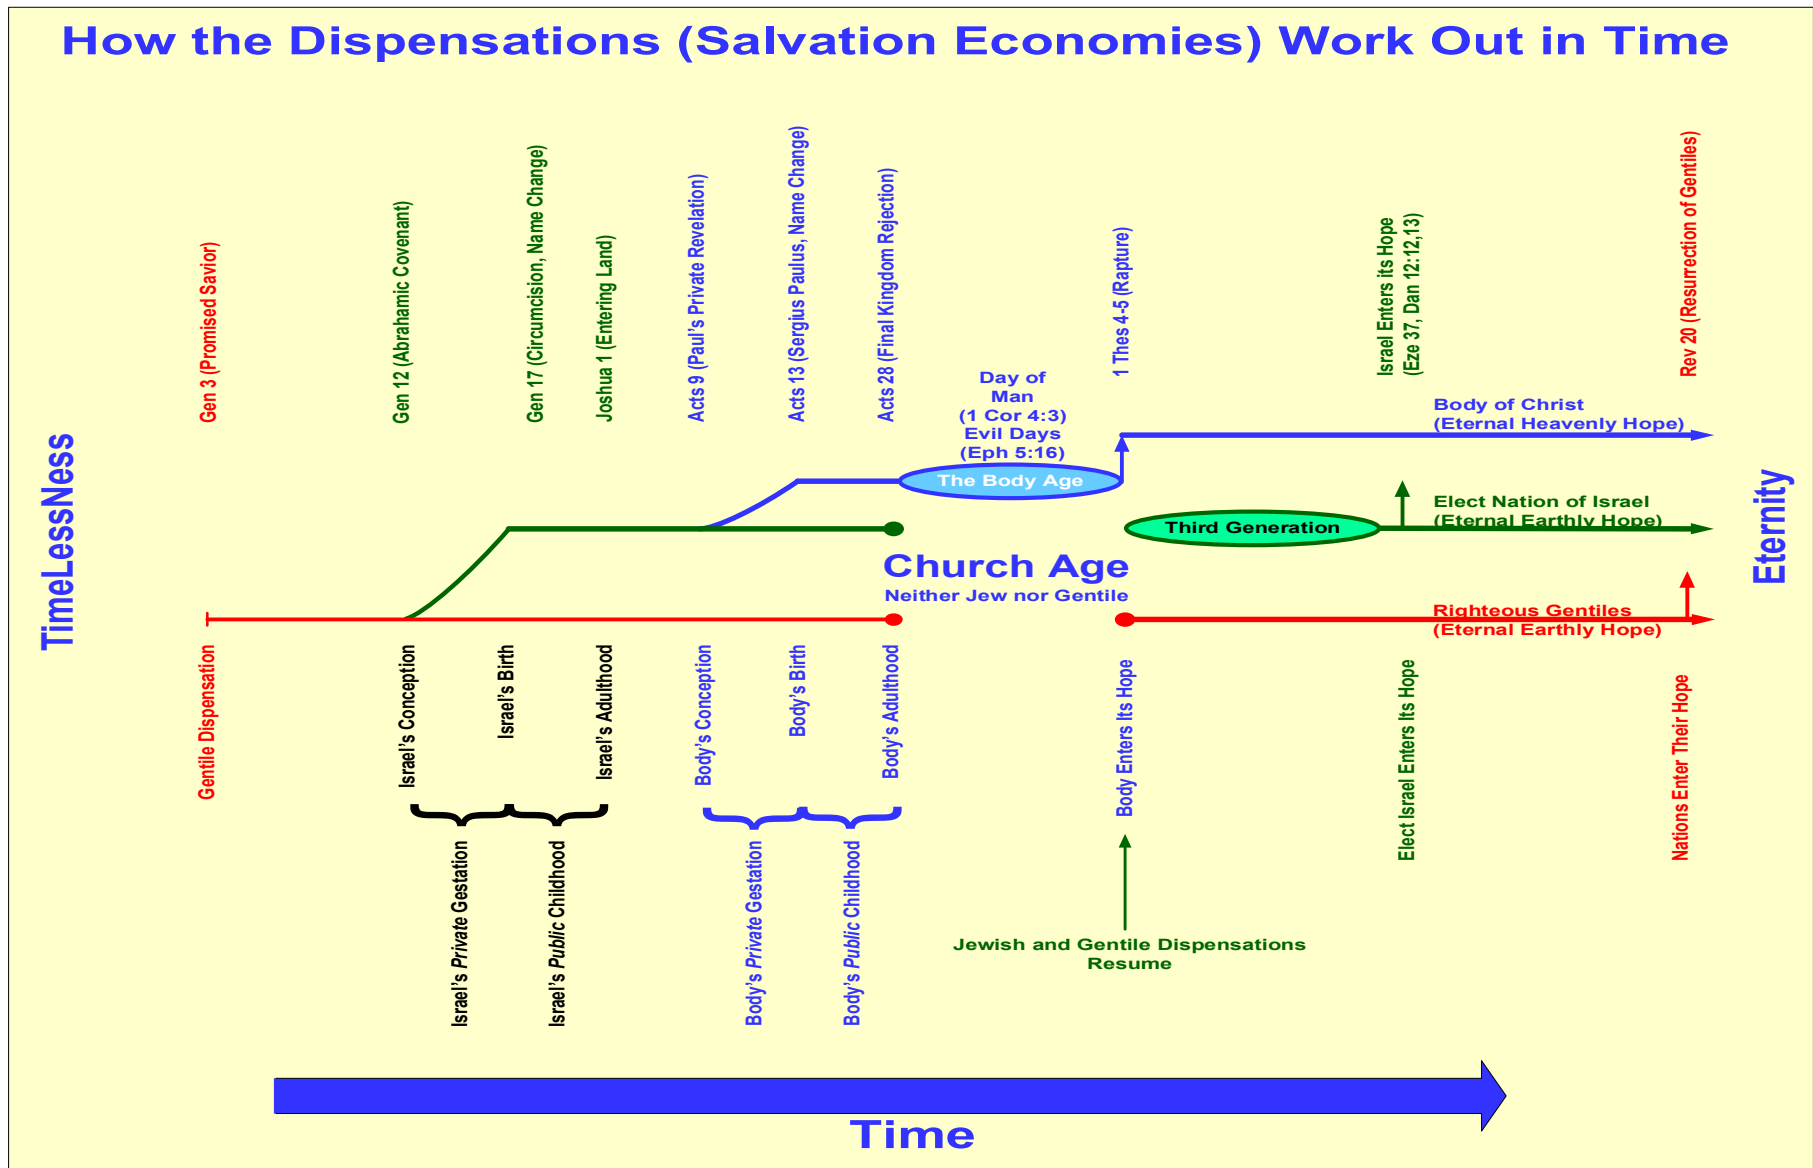 How the Dispensations (Salvation Economies) Work Out in Time
TimeLessNess
Gen 3 (Promised Savior)
Gen 12 (Abrahamic Covenant)
Gen 17 (Circumcision, Name Change)
Joshua 1 (Entering Land)
Acts 9 (Paul's Private Revelation)
Acts 13 (Sergius Paulus, Name Change)
Acts 28 (Final Kingdom Rejection)
1 Thes 4-5 (Rapture)
Israel Enters its Hope
(Eze 37, Dan 12:12,13)
Rev 20 (Resurrection of Gentiles)
Day of
Man
(1 Cor 4:3)
Evil Days
(Eph 5:16)
The Body Age
Body of Christ
(Eternal Heavenly Hope)
Third Generation
Elect Nation of Israel
(Eternal Earthly Hope)
Church Age
Neither Jew nor Gentile
Righteous Gentiles
(Eternal Earthly Hope)
Eternity
Gentile Dispensation
Israel's Conception
Israel's Birth
Israel's Adulthood
Body's Conception
Body's Birth
Body's Adulthood
Body Enters Its Hope
Elect Israel Enters Its Hope
Nations Enter Their Hope
Israel's Private Gestation
Israel's Public Childhood
Body's Private Gestation
Body's Public Childhood
Jewish and Gentile Dispensations
Resume
Time